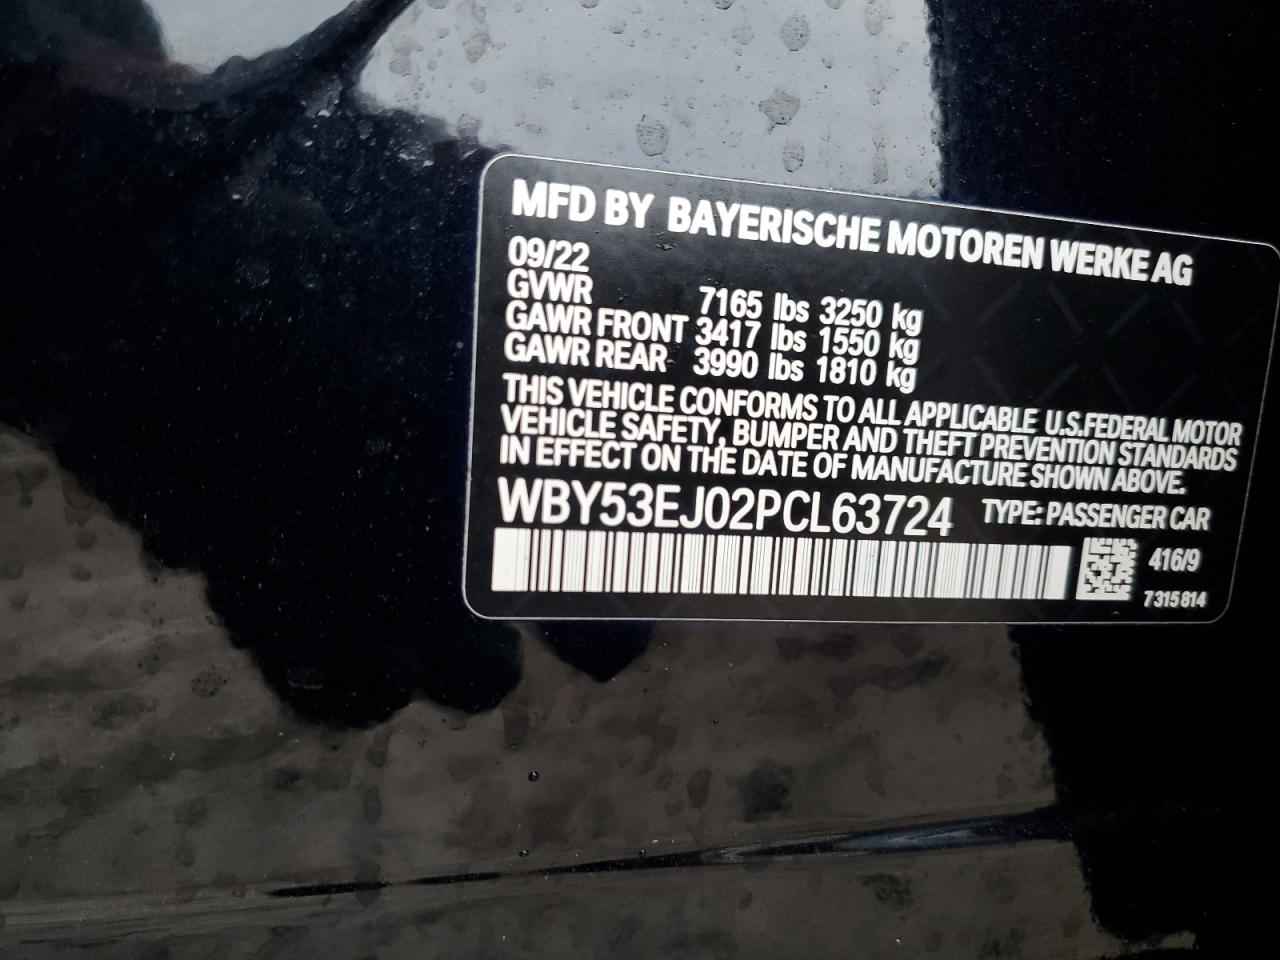 MFD BY BAYERISCHE MOTOREN WERKE AG
09/22
GVWR 7165 lbs 3250 kg
GAWR FRONT 3417 lbs 1550 kg
GAWR REAR 3990 lbs 1810 kg
THIS VEHICLE CONFORMS TO ALL APPLICABLE U.S.FEDERAL MOTOR
VEHICLE SAFETY, BUMPER AND THEFT PREVENTION STANDARDS
IN EFFECT ON THE DATE OF MANUFACTURE SHOWN ABOVE.
WBY53EJ02PCL63724 TYPE: PASSENGER CAR
416/9
7315814